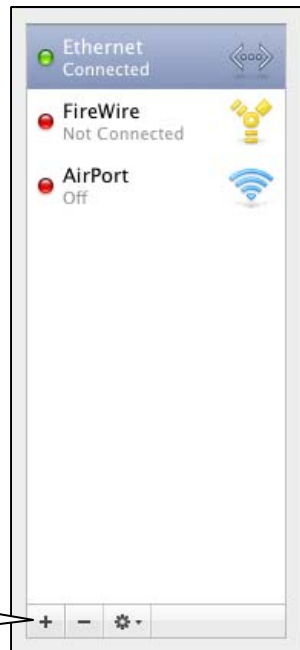 Ethernet
Connected
FireWire
Not Connected
AirPort
Off